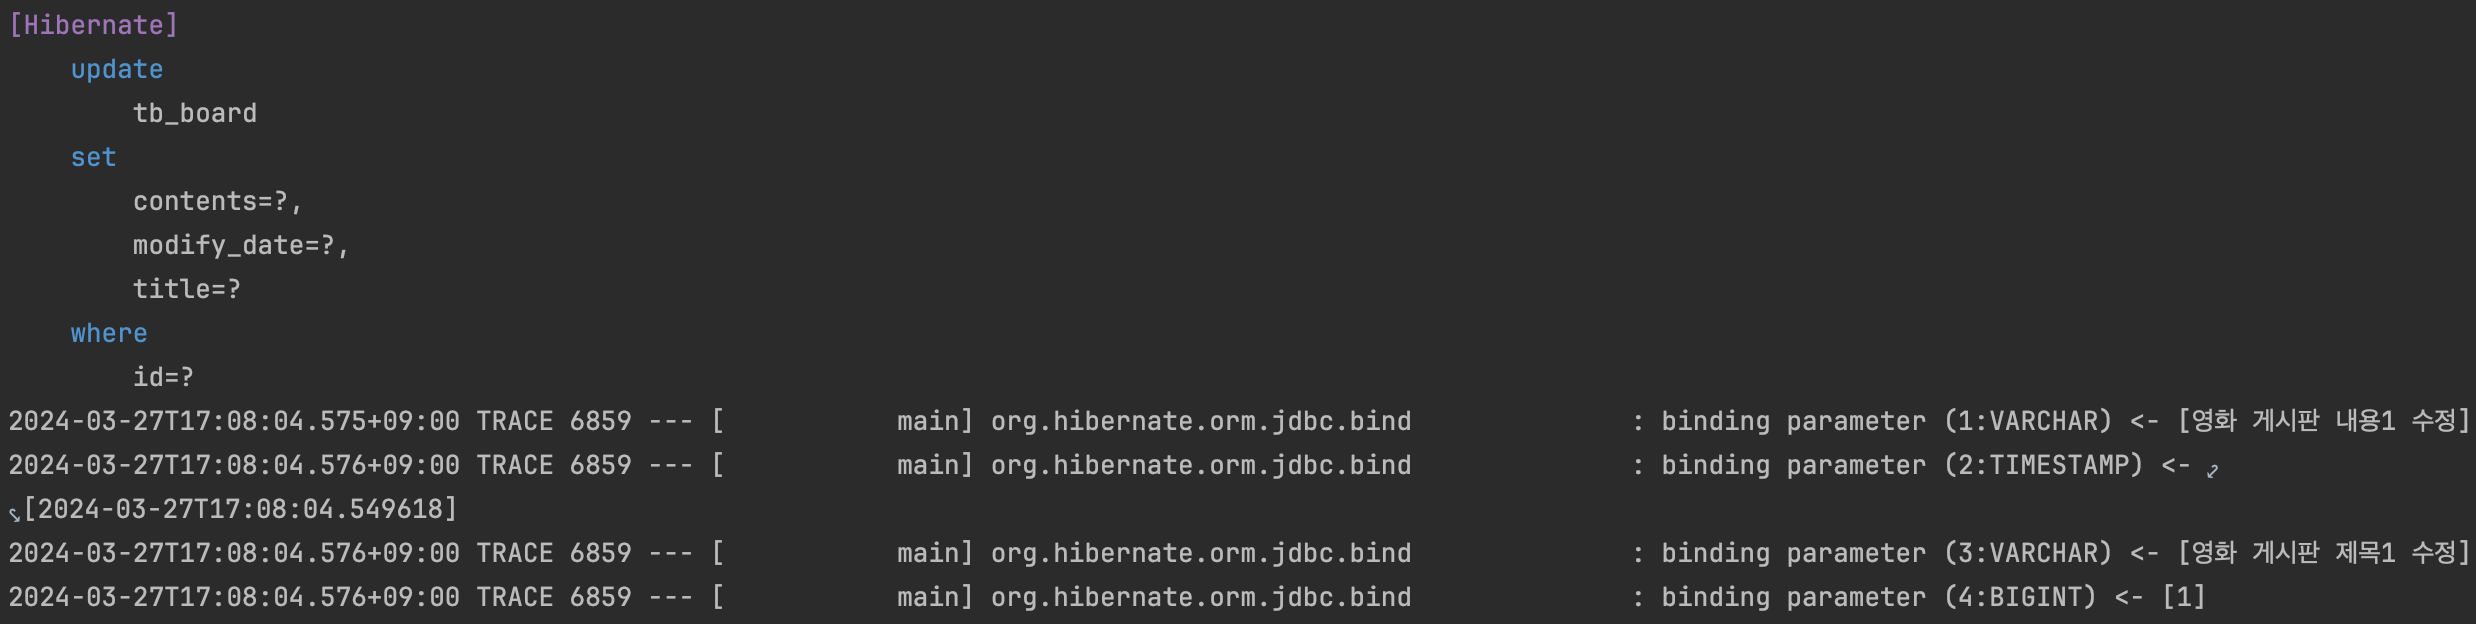 [Hibernate]
    update
        tb_board
    set
        contents=?,
        modify_date=?,
        title=?
    where
        id=?
2024-03-27T17:08:04.575+09:00 TRACE 6859 --- [           main] org.hibernate.orm.jdbc.bind              : binding parameter (1:VARCHAR) <- [영화 게시판 내용1 수정]
2024-03-27T17:08:04.576+09:00 TRACE 6859 --- [           main] org.hibernate.orm.jdbc.bind              : binding parameter (2:TIMESTAMP) <- 
[2024-03-27T17:08:04.549618]
2024-03-27T17:08:04.576+09:00 TRACE 6859 --- [           main] org.hibernate.orm.jdbc.bind              : binding parameter (3:VARCHAR) <- [영화 게시판 제목1 수정]
2024-03-27T17:08:04.576+09:00 TRACE 6859 --- [           main] org.hibernate.orm.jdbc.bind              : binding parameter (4:BIGINT) <- [1]